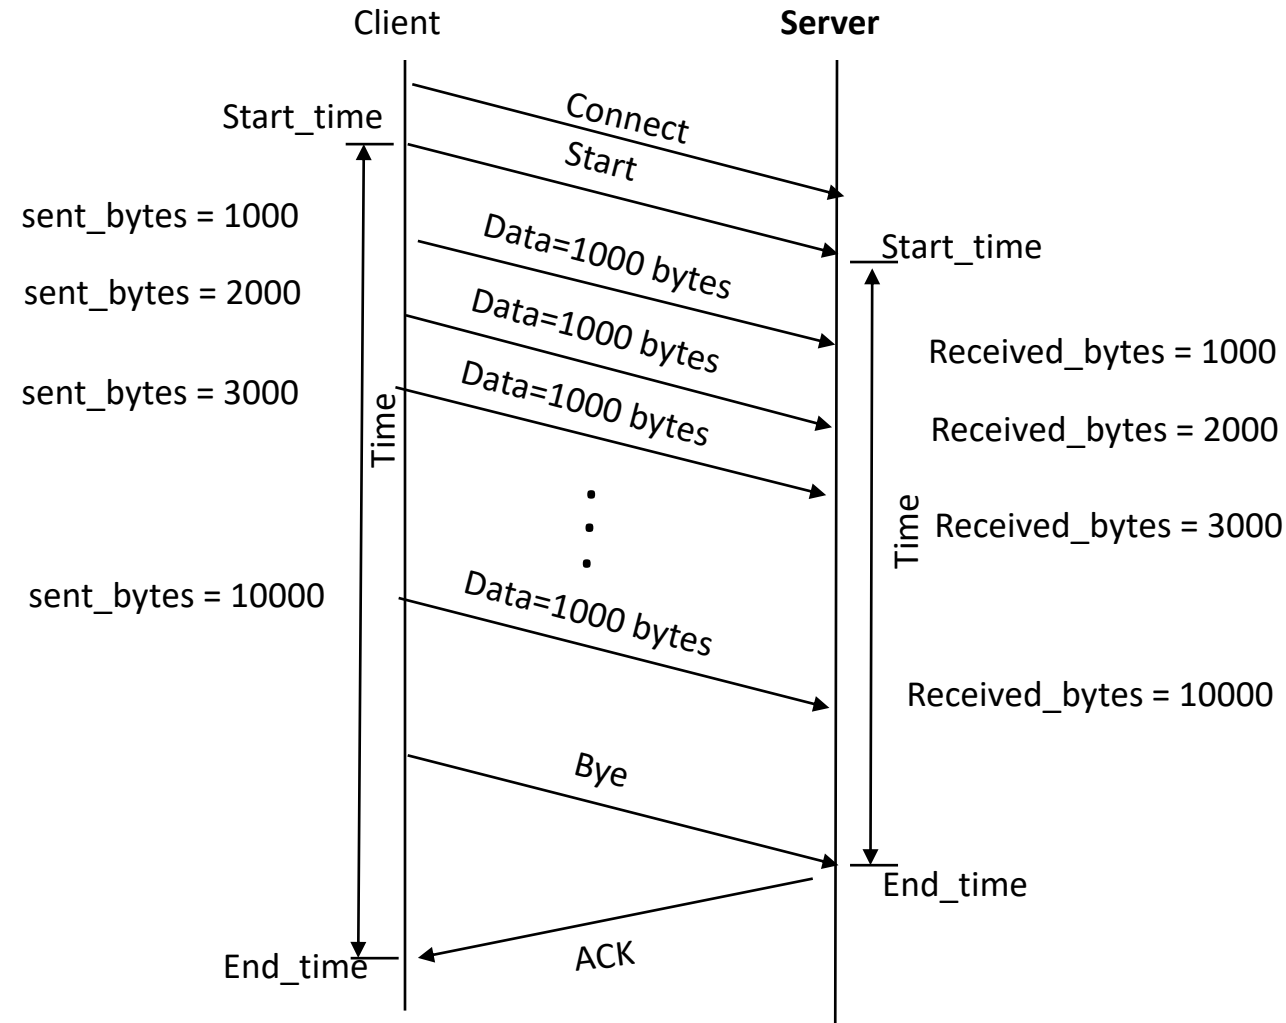 Client
Server
Connect
Start_time
Start
sent_bytes = 1000
Data=1000 bytes
Start_time
sent_bytes = 2000
Data=1000 bytes
Received_bytes = 1000
sent_bytes = 3000
Data=1000 bytes
Time
Received_bytes = 2000
Time
Received_bytes = 3000
sent_bytes = 10000
Data=1000 bytes
Received_bytes = 10000
Bye
End_time
ACK
End_time